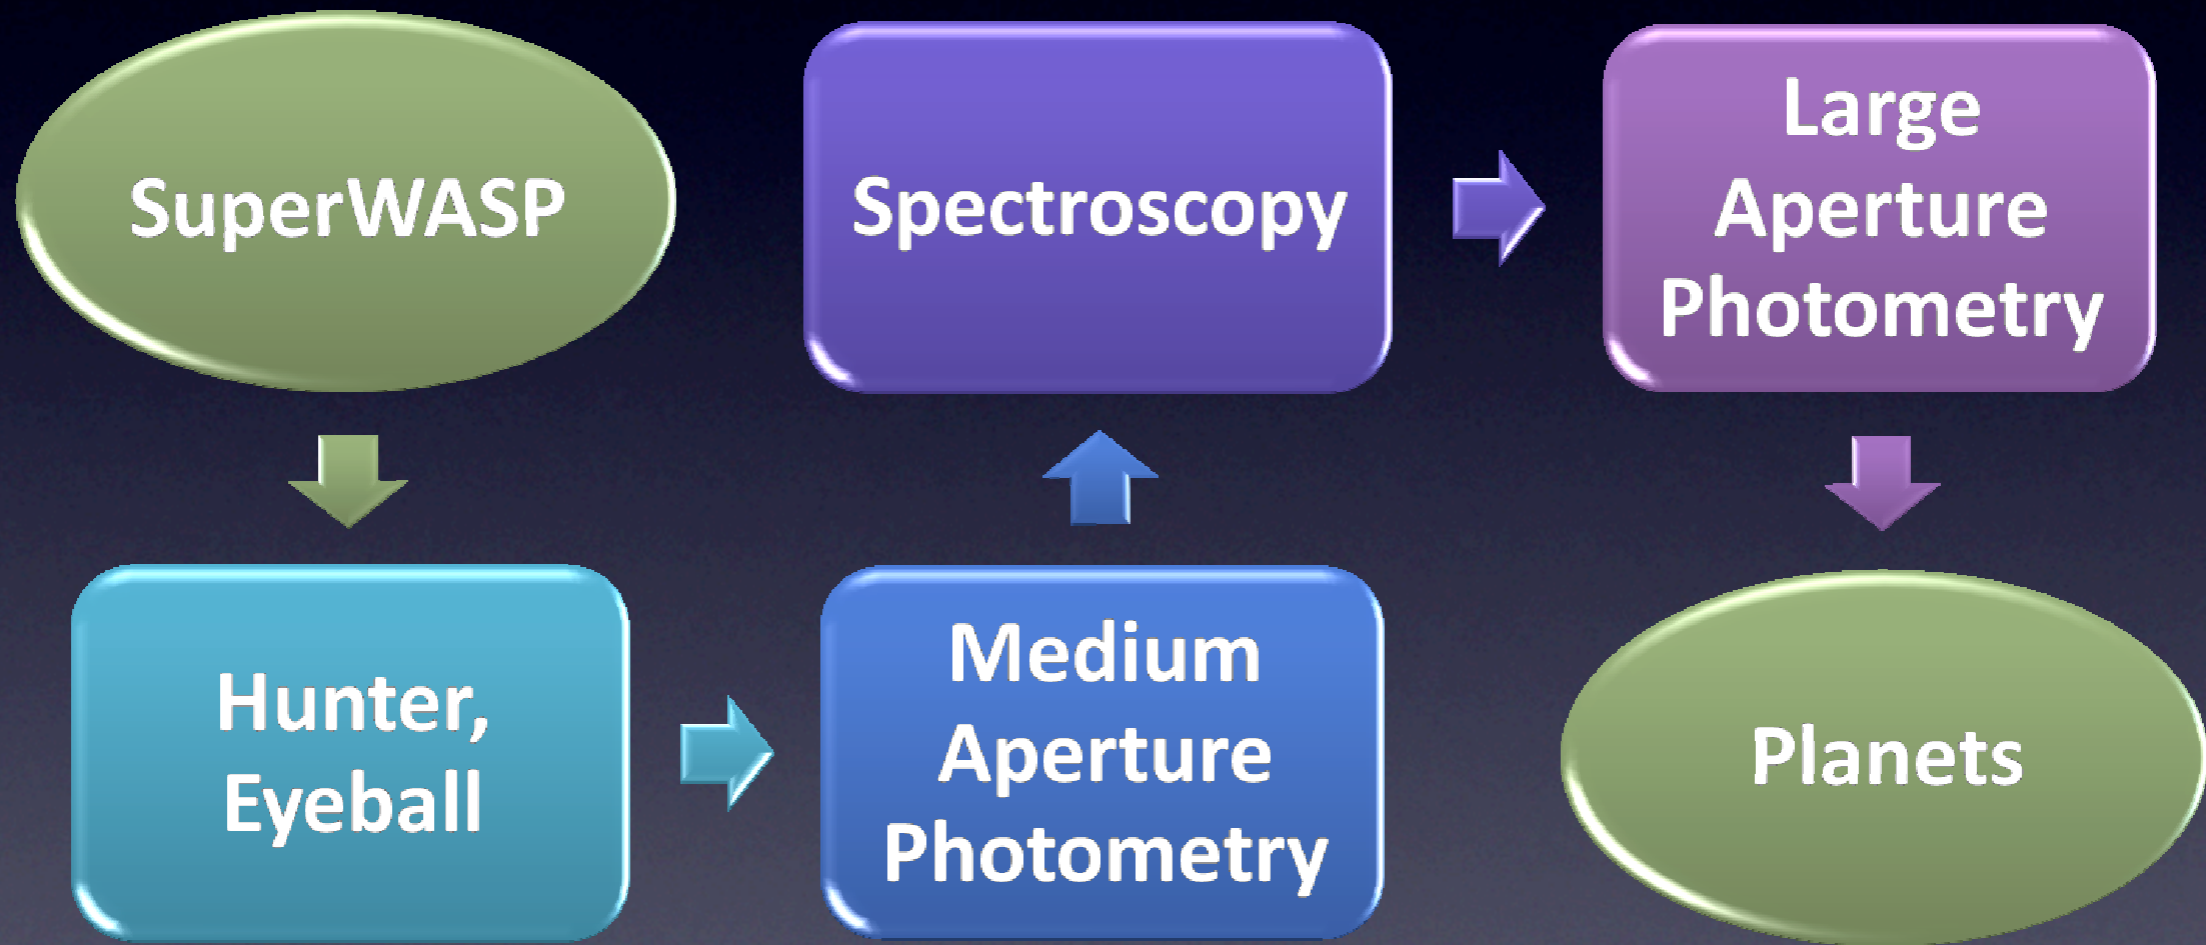 SuperWASP
Hunter,
Eyeball
Medium
Aperture
Photometry
Spectroscopy
Large
Aperture
Photometry
Planets